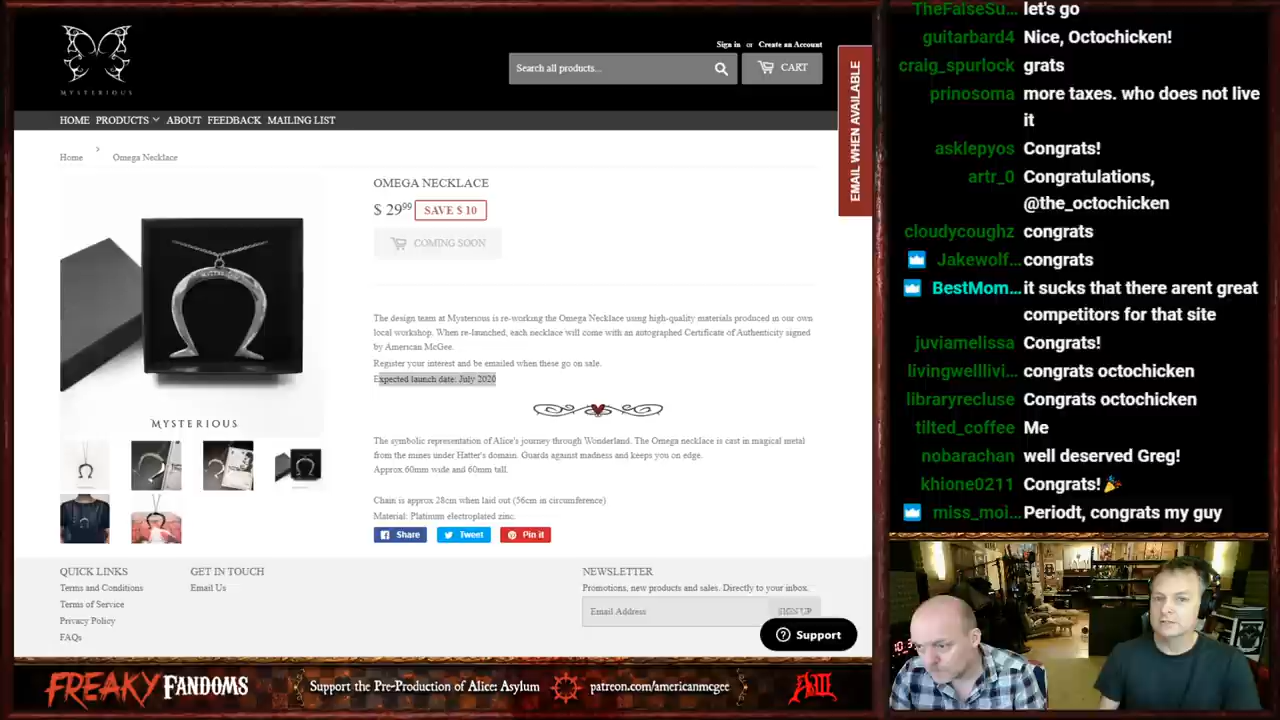 MYSTERIOUS
Sign in or Create an Account
Search all products...
CART
EMAIL WHEN AVAILABLE
HOME PRODUCTS ABOUT FEEDBACK MAILING LIST
Home › Omega Necklace
OMEGA NECKLACE
$ 29⁹⁹ SAVE $ 10
COMING SOON
The design team at Mysterious is re-working the Omega Necklace using high-quality materials produced in our own
local workshop. When re-launched, each necklace will come with an autographed Certificate of Authenticity signed
by American McGee.
Register your interest and be emailed when these go on sale.
Expected launch date: July 2020
MYSTERIOUS
The symbolic representation of Alice's journey through Wonderland. The Omega necklace is cast in magical metal
from the mines under Hatter's domain. Guards against madness and keeps you on edge.
Approx 60mm wide and 60mm tall.
Chain is approx 28cm when laid out (56cm in circumference)
Material: Platinum electroplated zinc.
Share Tweet Pin it
QUICK LINKS
Terms and Conditions
Terms of Service
Privacy Policy
FAQs
GET IN TOUCH
Email Us
NEWSLETTER
Promotions, new products and sales. Directly to your inbox.
Email Address SIGN UP
Support
FREAKY FANDOMS
Support the Pre-Production of Alice: Asylum
patreon.com/americanmcgee
TheFalseSu… let's go
guitarbard4 Nice, Octochicken!
craig_spurlock grats
prinosoma more taxes. who does not live
it
asklepyos Congrats!
artr_0 Congratulations,
@the_octochicken
cloudycoughz congrats
Jakewolf… congrats
BestMom… it sucks that there arent great
competitors for that site
juviamelissa Congrats!
livingwellivi… congrats octochicken
libraryrecluse Congrats octochicken
tilted_coffee Me
nobarachan well deserved Greg!
khione0211 Congrats! 🎉
miss_moi… Periodt, congrats my guy